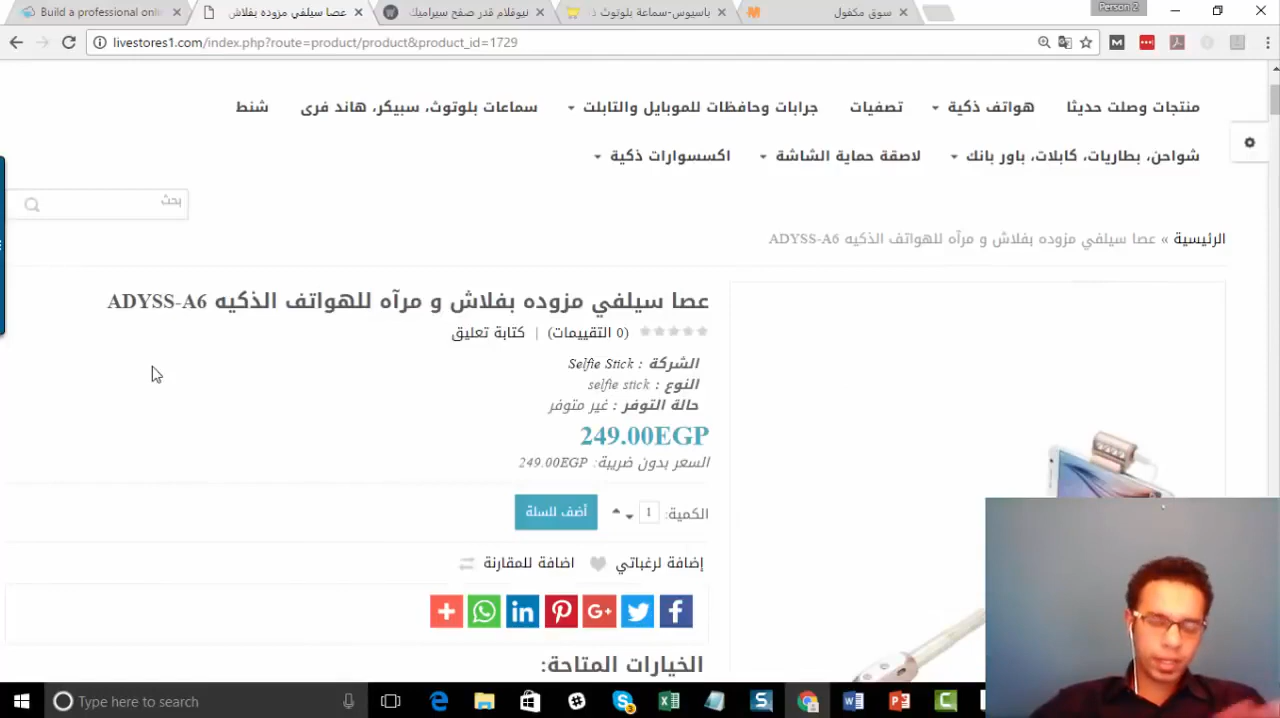 Build a professional onlin
عصا سيلفي مزوده بفلاش
نيوفلام قدر صفح سيراميك
باسيوس-سماعة بلوتوث ذ
سوق مكفول
Person 2
livestores1.com/index.php?route=product/product&product_id=1729
منتجات وصلت حديثا هواتف ذكية تصفيات جرابات وحافظات للموبايل والتابلت سماعات بلوتوث، سبيكر، هاند فرى شنط
شواحن، بطاريات، كابلات، باور بانك لاصقة حماية الشاشة اكسسوارات ذكية
بحث
الرئيسية » عصا سيلفي مزوده بفلاش و مرآه للهواتف الذكيه ADYSS-A6
عصا سيلفي مزوده بفلاش و مرآه للهواتف الذكيه ADYSS-A6
(0 التقييمات) | كتابة تعليق
الشركة : Selfie Stick
النوع : selfie stick
حالة التوفر : غير متوفر
249.00EGP
السعر بدون ضريبة: 249.00EGP
الكمية: 1 أضف للسلة
إضافة لرغباتي اضافة للمقارنة
الخيارات المتاحة:
Type here to search